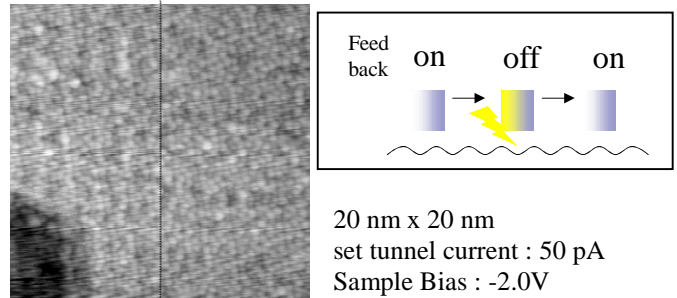 Feed
back
on off on
20 nm x 20 nm
set tunnel current : 50 pA
Sample Bias : -2.0V